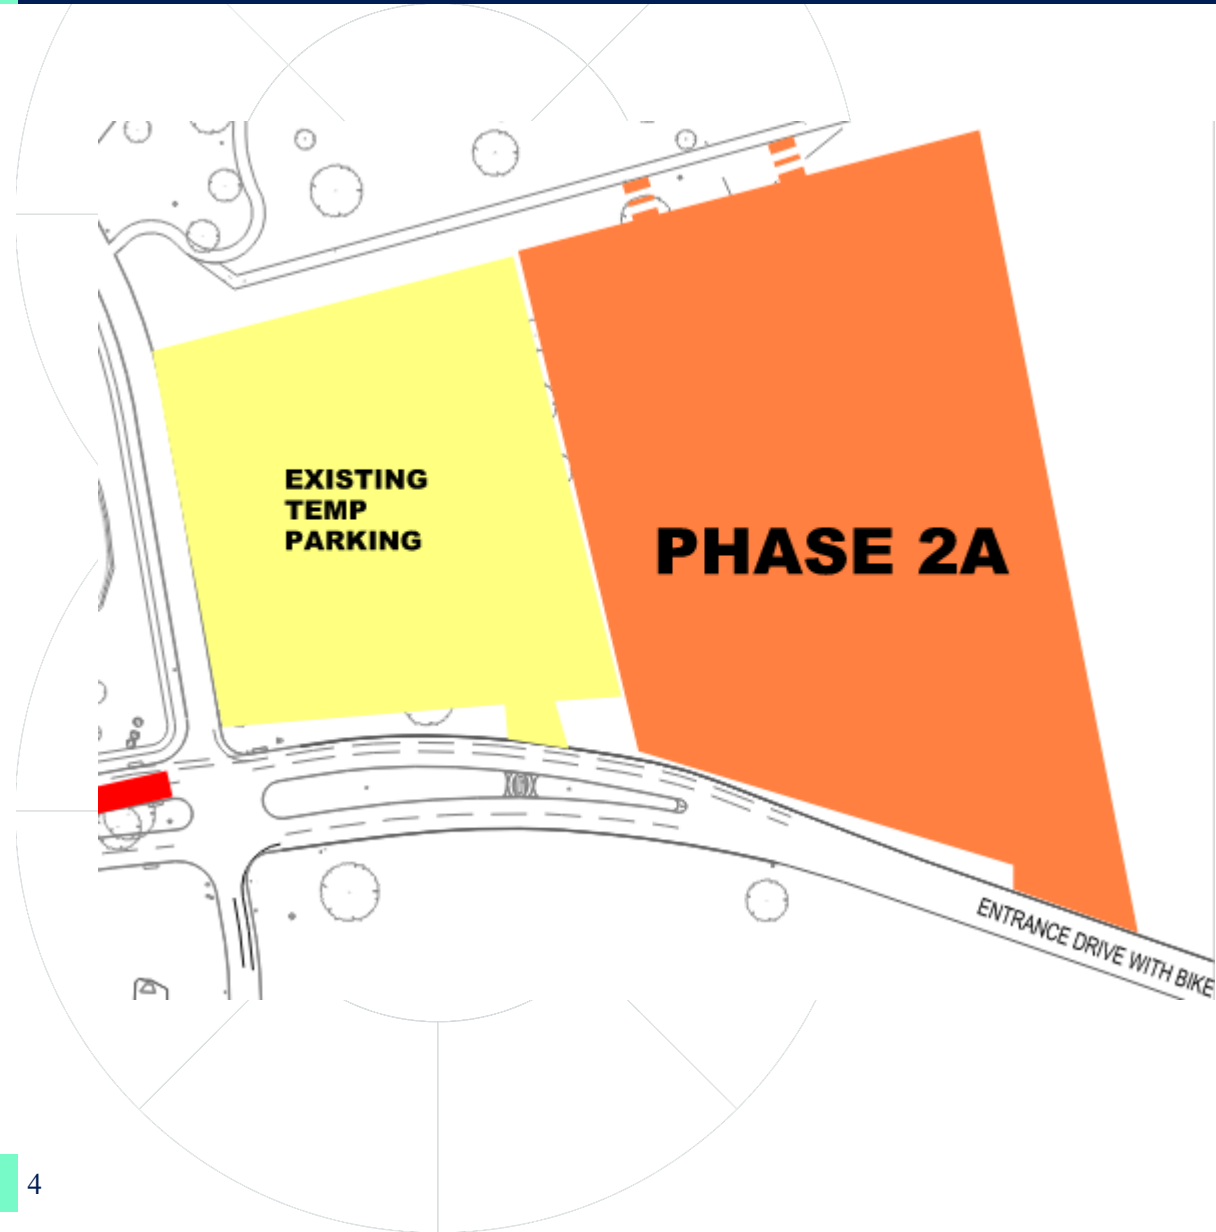 EXISTING
TEMP
PARKING
PHASE 2A
ENTRANCE DRIVE WITH BIKE
4